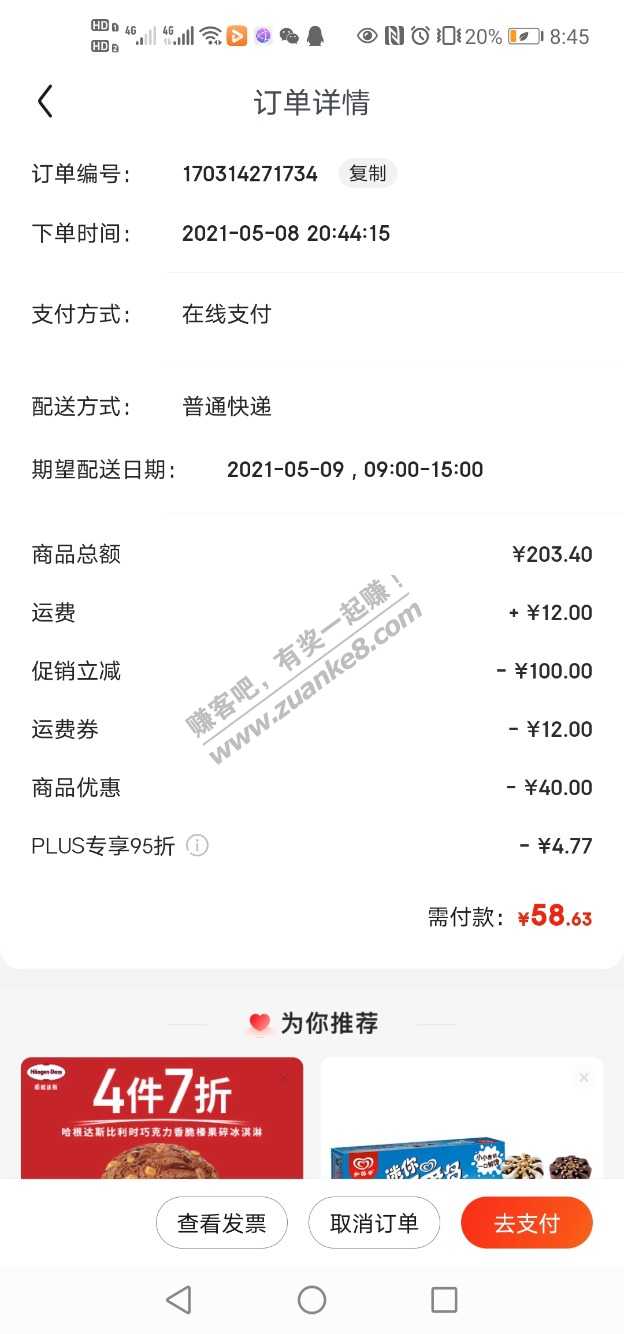 HD 1 4G 4G 20% 8:45
HD 2
订单详情
订单编号： 170314271734 复制
下单时间： 2021-05-08 20:44:15
支付方式： 在线支付
配送方式： 普通快递
期望配送日期： 2021-05-09 , 09:00-15:00
商品总额 ¥203.40
运费 + ¥12.00
促销立减 - ¥100.00
运费券 - ¥12.00
商品优惠 - ¥40.00
PLUS专享95折 - ¥4.77
需付款： ¥58.63
赚客吧，有奖一起赚！
www.zuanke8.com
为你推荐
Häagen-Dazs
4件7折
哈根达斯比利时巧克力香脆榛果碎冰淇淋
迷你
查看发票 取消订单 去支付